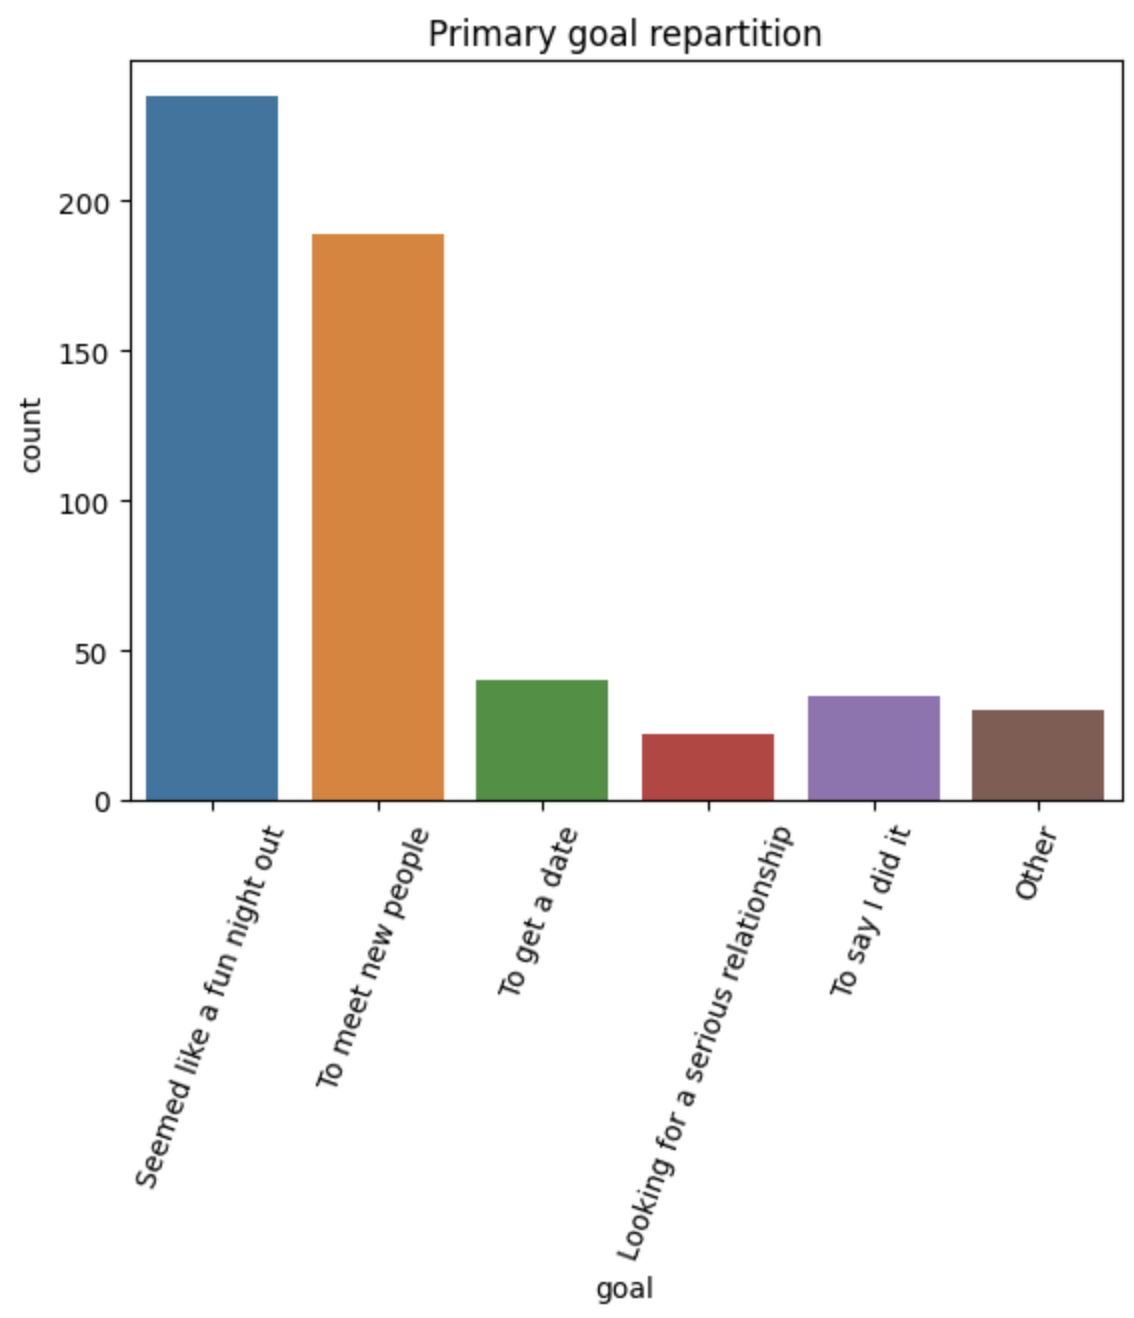 Primary goal repartition
count
200
150
100
50
0
Seemed like a fun night out
To meet new people
To get a date
Looking for a serious relationship
To say I did it
Other
goal